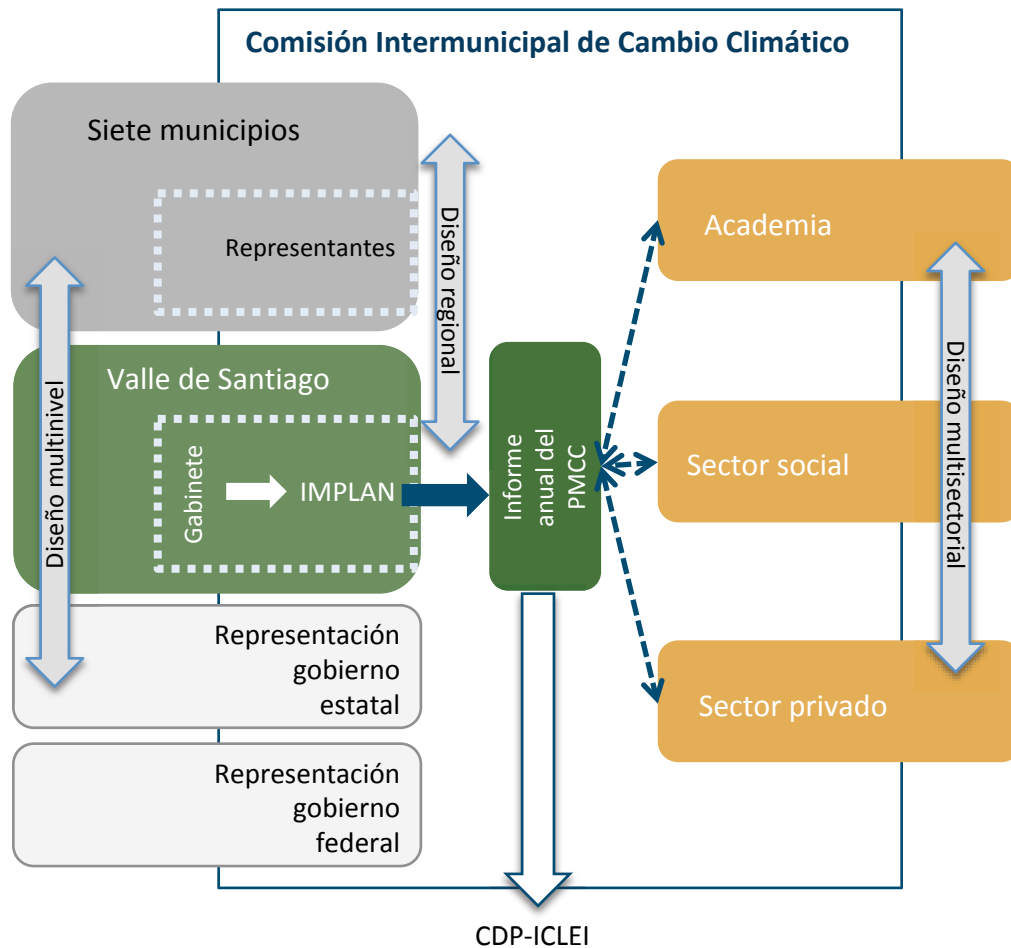 Comisión Intermunicipal de Cambio Climático
Siete municipios
Representantes
Diseño regional
Diseño multinivel
Valle de Santiago
Gabinete
IMPLAN
Informe
anual del
PMCC
Academia
Sector social
Sector privado
Diseño multisectorial
Representación
gobierno
estatal
Representación
gobierno
federal
CDP-ICLEI